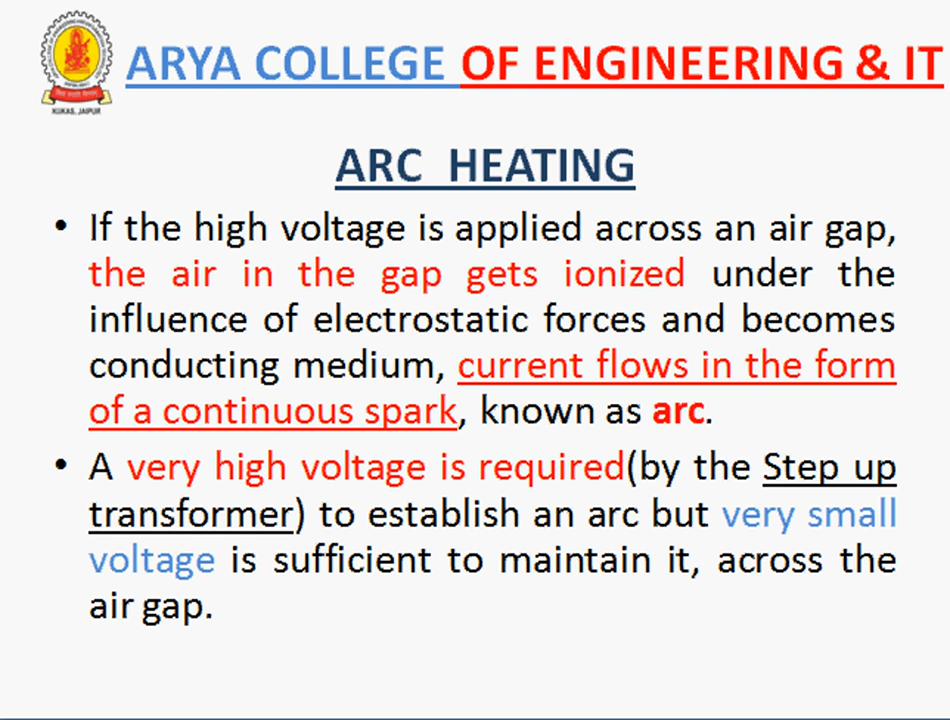 ARYA COLLEGE OF ENGINEERING & IT
KUKAS, JAIPUR
ARC HEATING
• If the high voltage is applied across an air gap,
the air in the gap gets ionized under the
influence of electrostatic forces and becomes
conducting medium, current flows in the form
of a continuous spark, known as arc.
• A very high voltage is required(by the Step up
transformer) to establish an arc but very small
voltage is sufficient to maintain it, across the
air gap.